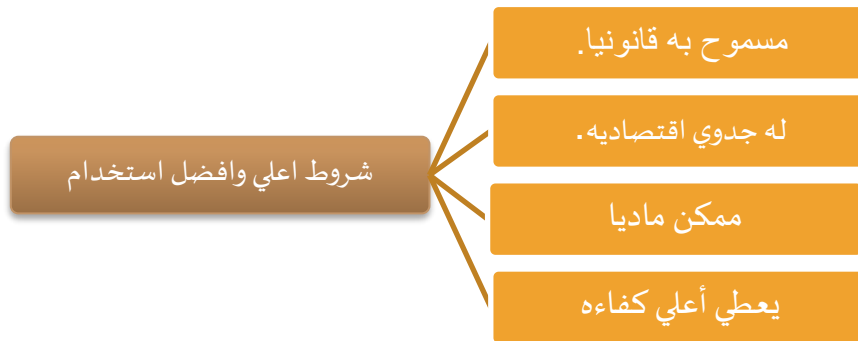 شروط اعلي وافضل استخدام
مسموح به قانونيا.
له جدوي اقتصاديه.
ممكن ماديا
يعطي أعلي كفاءه